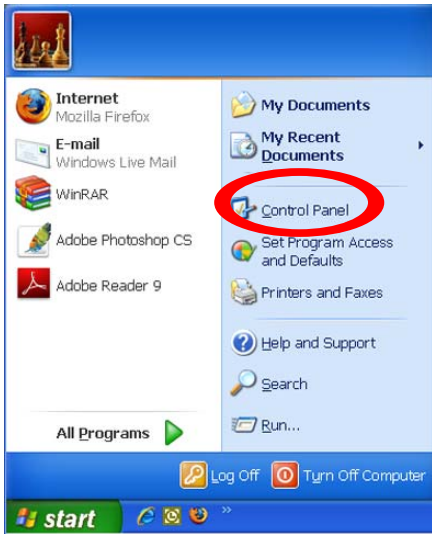 Internet
Mozilla Firefox
E-mail
Windows Live Mail
WinRAR
Adobe Photoshop CS
Adobe Reader 9
All Programs
My Documents
My Recent
Documents
Control Panel
Set Program Access
and Defaults
Printers and Faxes
Help and Support
Search
Run...
Log Off
Turn Off Computer
start